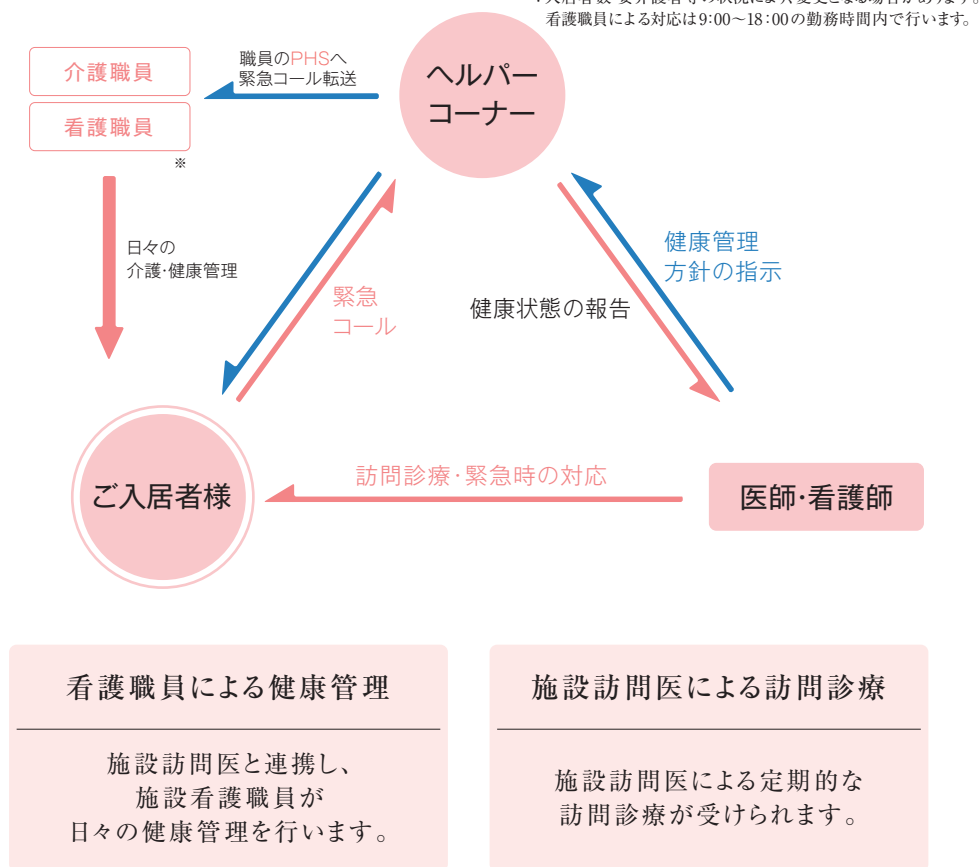 看護職員による対応は9:00〜18:00の勤務時間内で行います。
ヘルパー
コーナー
職員のPHSへ
緊急コール転送
介護職員
看護職員
※
日々の
介護・健康管理
緊急
コール
健康管理
方針の指示
健康状態の報告
訪問診療・緊急時の対応
ご入居者様
医師・看護師
看護職員による健康管理
施設訪問医と連携し、
施設看護職員が
日々の健康管理を行います。
施設訪問医による訪問診療
施設訪問医による定期的な
訪問診療が受けられます。